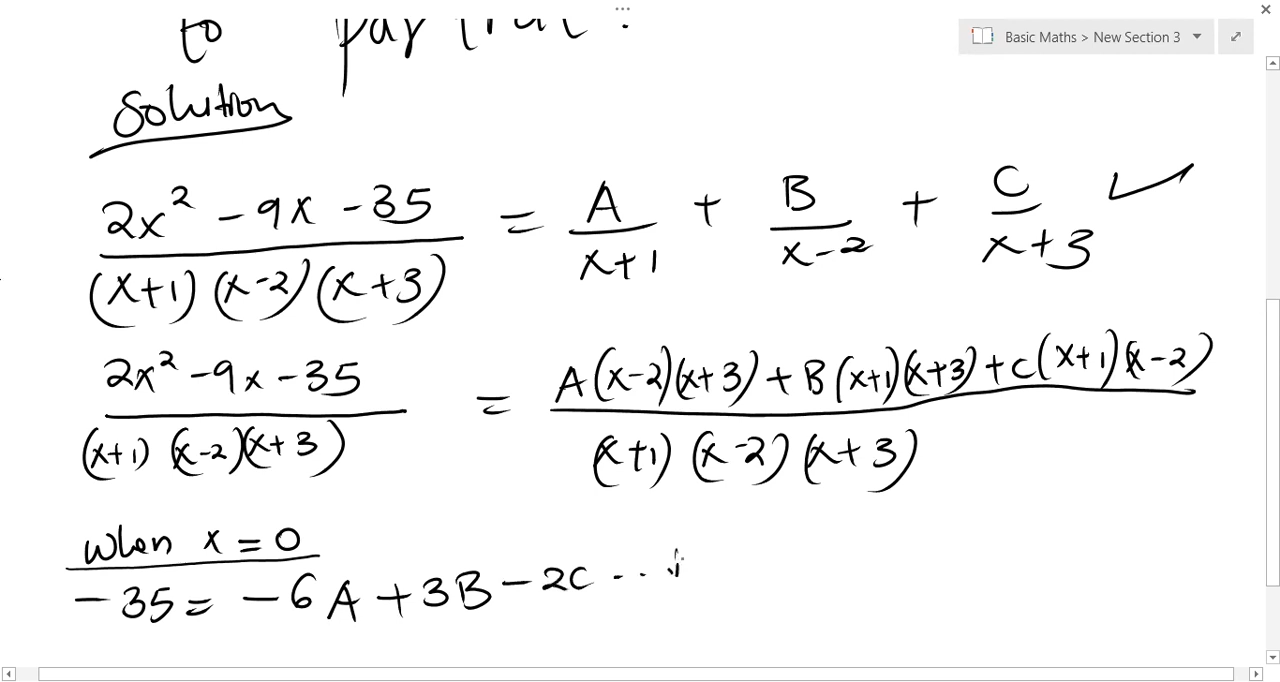 to
Solution
2x² - 9x - 35 / (x+1)(x-2)(x+3) = A / x+1 + B / x-2 + C / x+3 ✓
2x² - 9x - 35 / (x+1)(x-2)(x+3) = A(x-2)(x+3) + B(x+1)(x+3) + C(x+1)(x-2) / (x+1)(x-2)(x+3)
When x = 0
-35 = -6A + 3B - 2C ... i
Basic Maths > New Section 3